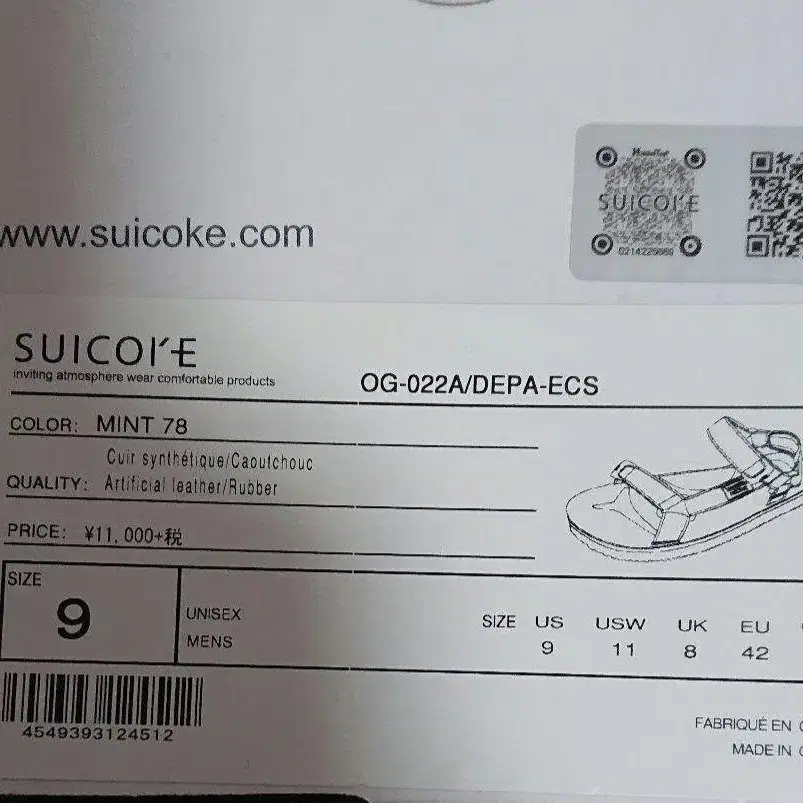 SUICOKE
0214229669
www.suicoke.com
SUICOKE
inviting atmosphere wear comfortable products
OG-022A/DEPA-ECS
COLOR: MINT 78
Cuir synthétique/Caoutchouc
QUALITY: Artificial leather/Rubber
PRICE: ¥11,000+税
SIZE
9
UNISEX
MENS
SIZE US USW UK EU
9 11 8 42
4549393124512
FABRIQUÉ EN
MADE IN